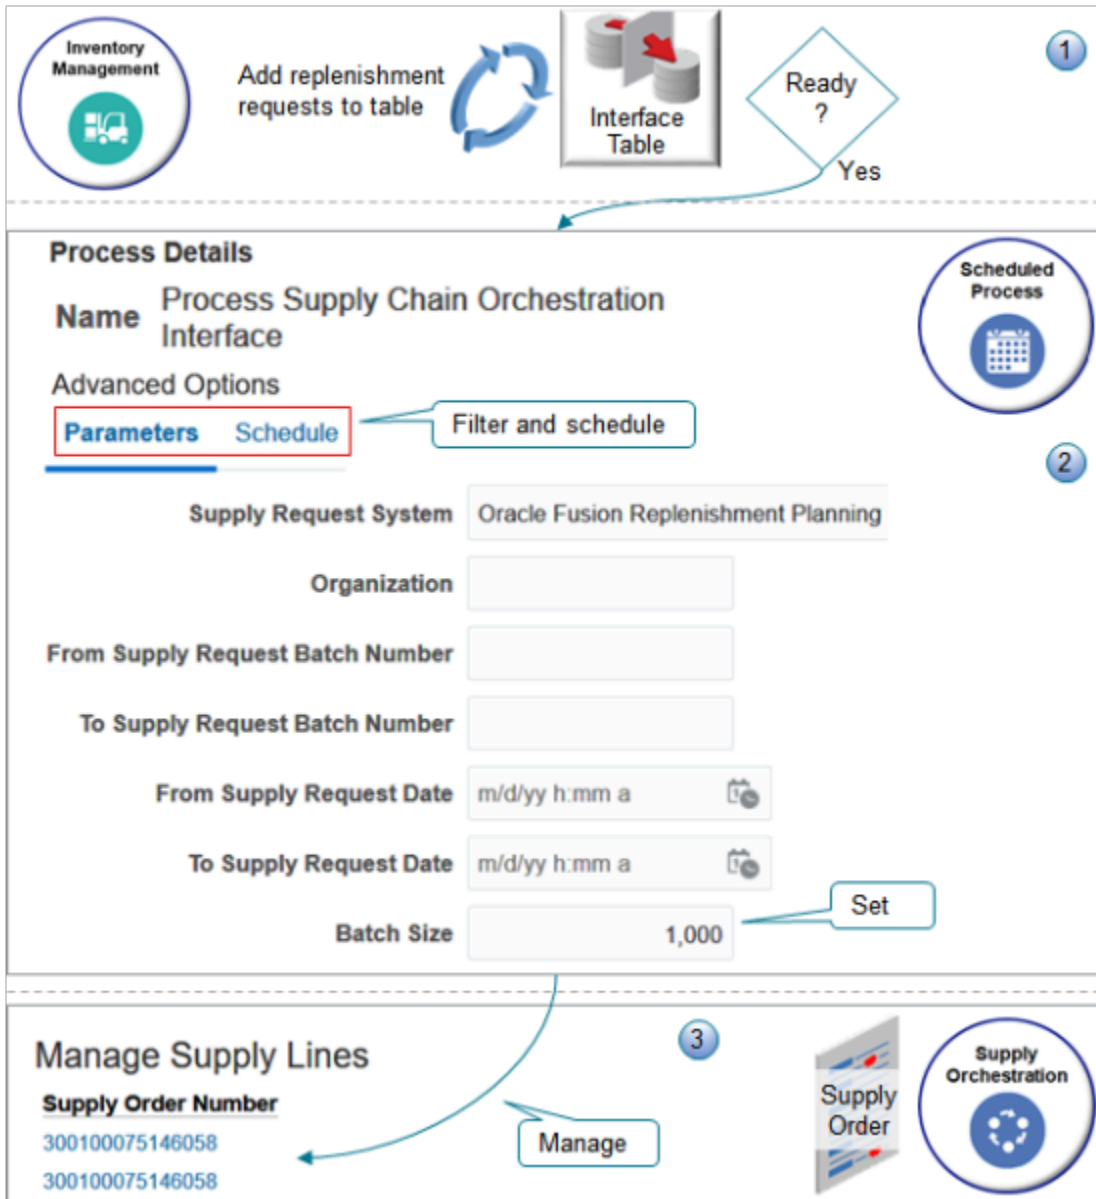 Inventory
Management
Add replenishment
requests to table
Interface
Table
Ready
?
Yes
1
Process Details
Name
Process Supply Chain Orchestration
Interface
Scheduled
Process
Advanced Options
Parameters
Schedule
Filter and schedule
2
Supply Request System
Oracle Fusion Replenishment Planning
Organization
From Supply Request Batch Number
To Supply Request Batch Number
From Supply Request Date
m/d/yy h:mm a
To Supply Request Date
m/d/yy h:mm a
Batch Size
1,000
Set
3
Manage Supply Lines
Supply Order Number
300100075146058
300100075146058
Manage
Supply
Order
Supply
Orchestration